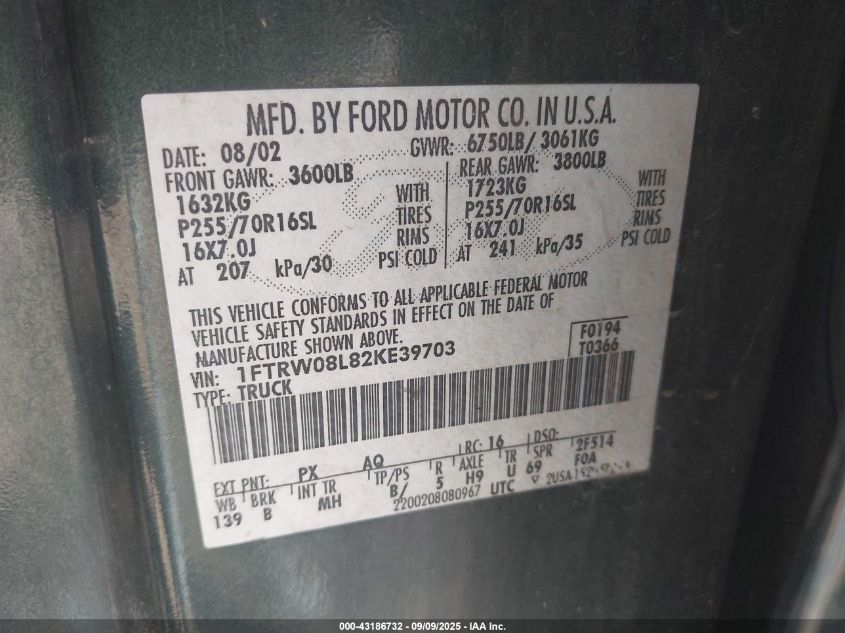 MFD. BY FORD MOTOR CO. IN U.S.A.
DATE: 08/02 GVWR: 6750LB/ 3061KG
FRONT GAWR: 3600LB REAR GAWR: 3800LB
1632KG WITH 1723KG WITH
P255/70R16SL TIRES P255/70R16SL TIRES
16X7.0J RIMS 16X7.0J RIMS
AT 207 kPa/30 PSI COLD AT 241 kPa/35 PSI COLD
THIS VEHICLE CONFORMS TO ALL APPLICABLE FEDERAL MOTOR
VEHICLE SAFETY STANDARDS IN EFFECT ON THE DATE OF
MANUFACTURE SHOWN ABOVE.
F0194
VIN: 1FTRW08L82KE39703
T0366
TYPE: TRUCK
EXT PNT: PX AQ RC: 16 DSO: 2F514
WB BRK INT TR TP/PS R AXLE TR SPR F0A
139 B MH B/ 5 H9 U 69
2200208080967 UTC
000-43186732 - 09/09/2025 - IAA Inc.